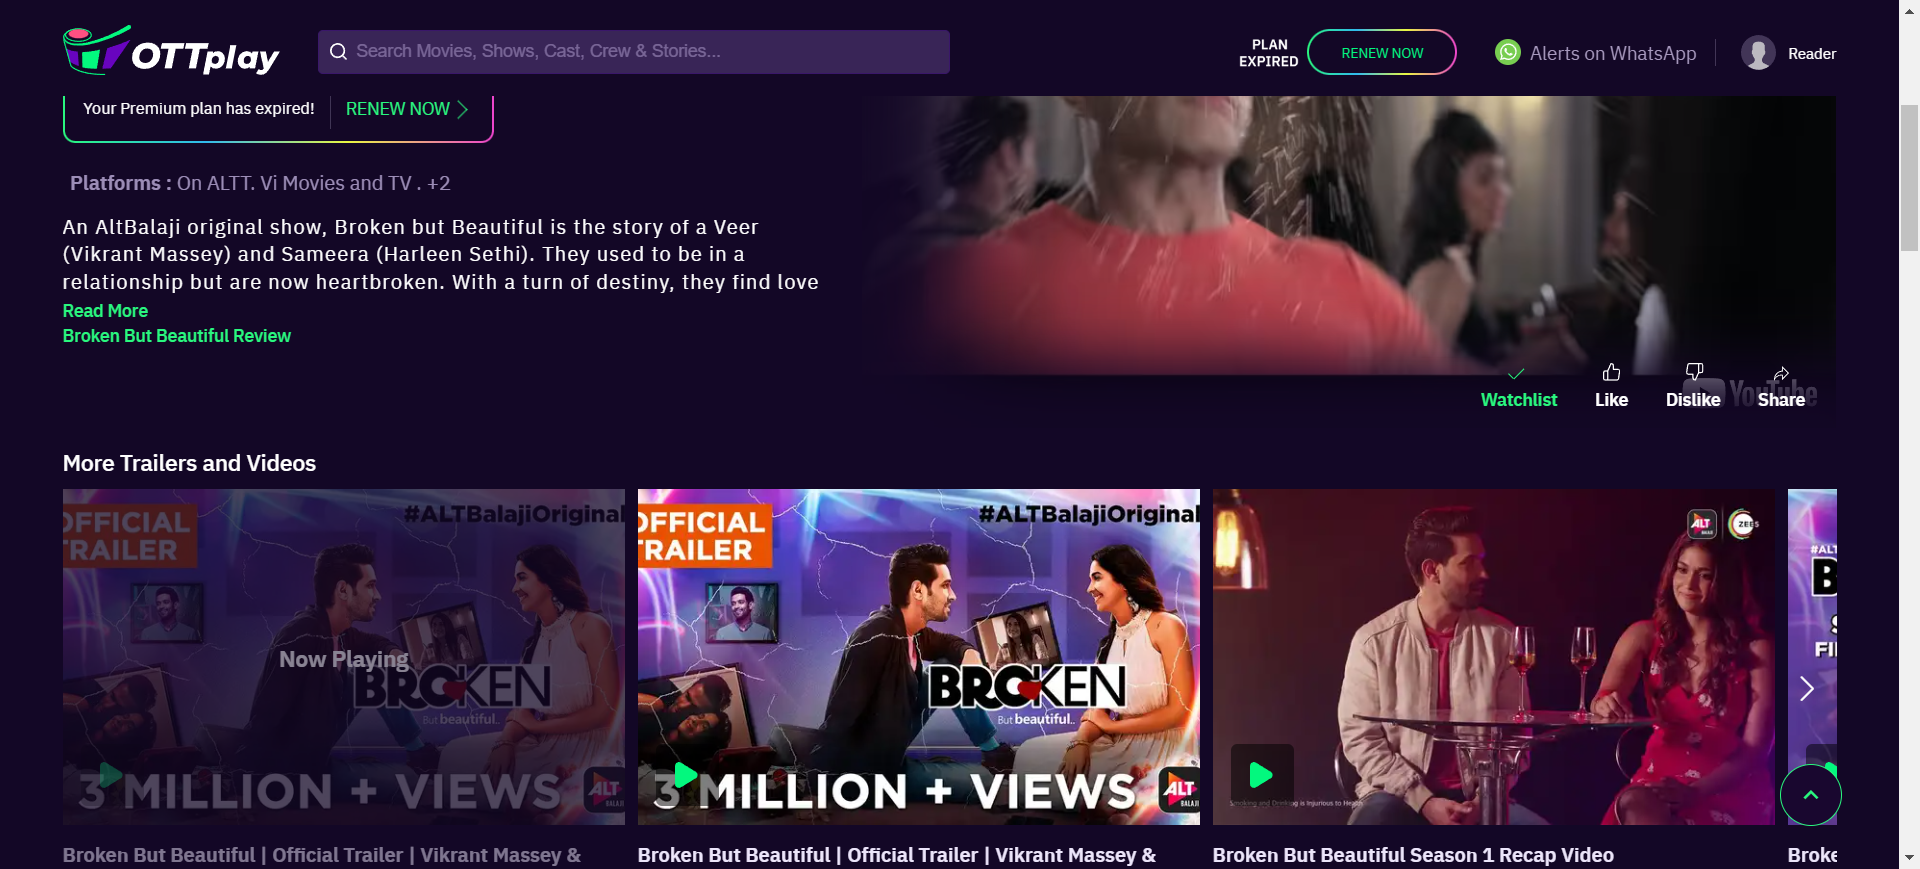 OTTplay
Search Movies, Shows, Cast, Crew & Stories...
PLAN
EXPIRED
RENEW NOW
Alerts on WhatsApp
Reader
Your Premium plan has expired!
RENEW NOW
Platforms : On ALTT. Vi Movies and TV . +2
An AltBalaji original show, Broken but Beautiful is the story of a Veer
(Vikrant Massey) and Sameera (Harleen Sethi). They used to be in a
relationship but are now heartbroken. With a turn of destiny, they find love
Read More
Broken But Beautiful Review
YouTube
Watchlist
Like
Dislike
Share
More Trailers and Videos
OFFICIAL
TRAILER
#ALTBalajiOriginal
Now Playing
BROKEN
But beautiful..
3 MILLION + VIEWS
ALT
BALAJI
OFFICIAL
TRAILER
#ALTBalajiOriginal
BROKEN
But beautiful..
3 MILLION + VIEWS
ALT
BALAJI
ALT
BALAJI
ZEE5
Smoking and Drinking is Injurious to Health
#ALT
B
S
FI
Broken But Beautiful | Official Trailer | Vikrant Massey &
Broken But Beautiful | Official Trailer | Vikrant Massey &
Broken But Beautiful Season 1 Recap Video
Broke